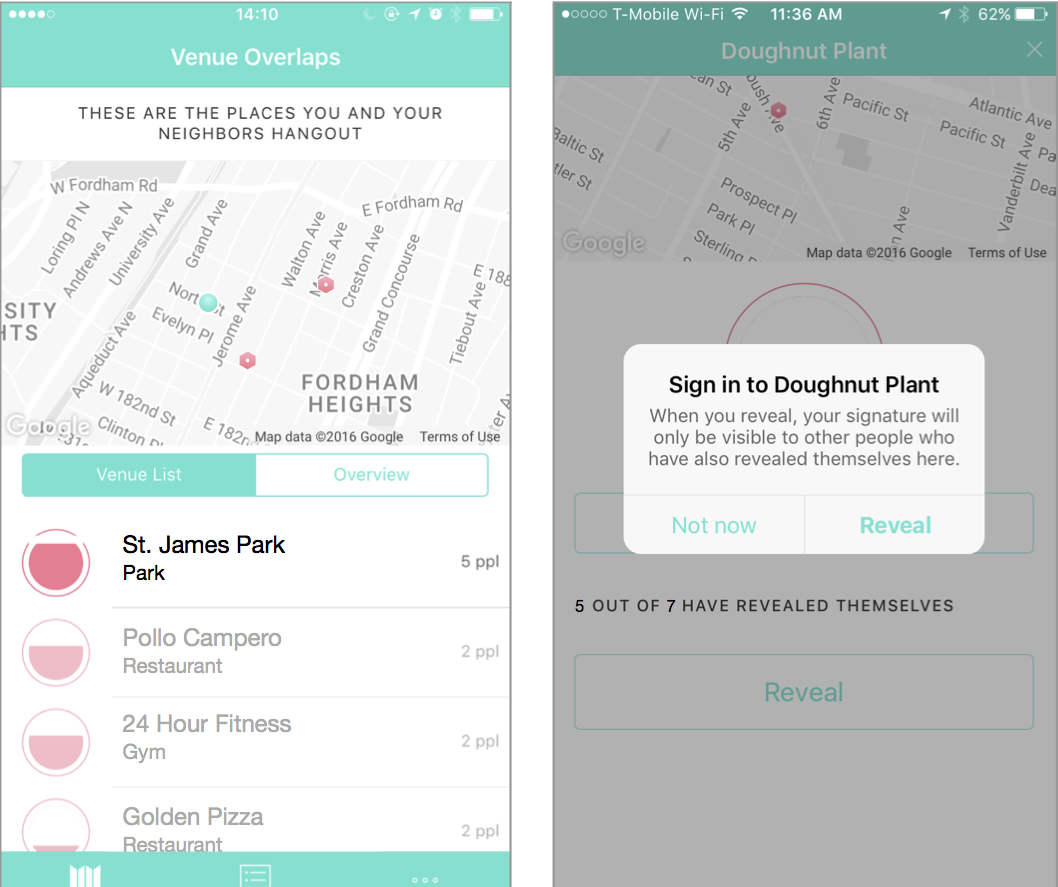 14:10
Venue Overlaps
THESE ARE THE PLACES YOU AND YOUR
NEIGHBORS HANGOUT
W Fordham Rd
E Fordham Rd
Loring Pl N
Andrews Ave N
University Ave
Grand Ave
Walton Ave
Morris Ave
Creston Ave
Grand Concourse
E 188
Tiebout Ave
SITY
HTS
North St
Evelyn Pl
Jerome Ave
Aqueduct Ave
W 182nd St
Clinton
E 182n
FORDHAM
HEIGHTS
Google
Map data ©2016 Google
Terms of Use
Venue List
Overview
St. James Park
Park
5 ppl
Pollo Campero
Restaurant
2 ppl
24 Hour Fitness
Gym
2 ppl
Golden Pizza
Restaurant
2 ppl
T-Mobile Wi-Fi
11:36 AM
62%
Doughnut Plant
ean St
bush Ave
5th Ave
6th Ave
Pacific St
Atlantic Ave
Pacific St
Baltic St
tler St
Vanderbilt Ave
Pa
Dea
Prospect Pl
Park Pl
Sterling
n Ave
Google
Map data ©2016 Google
Terms of Use
Sign in to Doughnut Plant
When you reveal, your signature will
only be visible to other people who
have also revealed themselves here.
Not now
Reveal
5 OUT OF 7 HAVE REVEALED THEMSELVES
Reveal